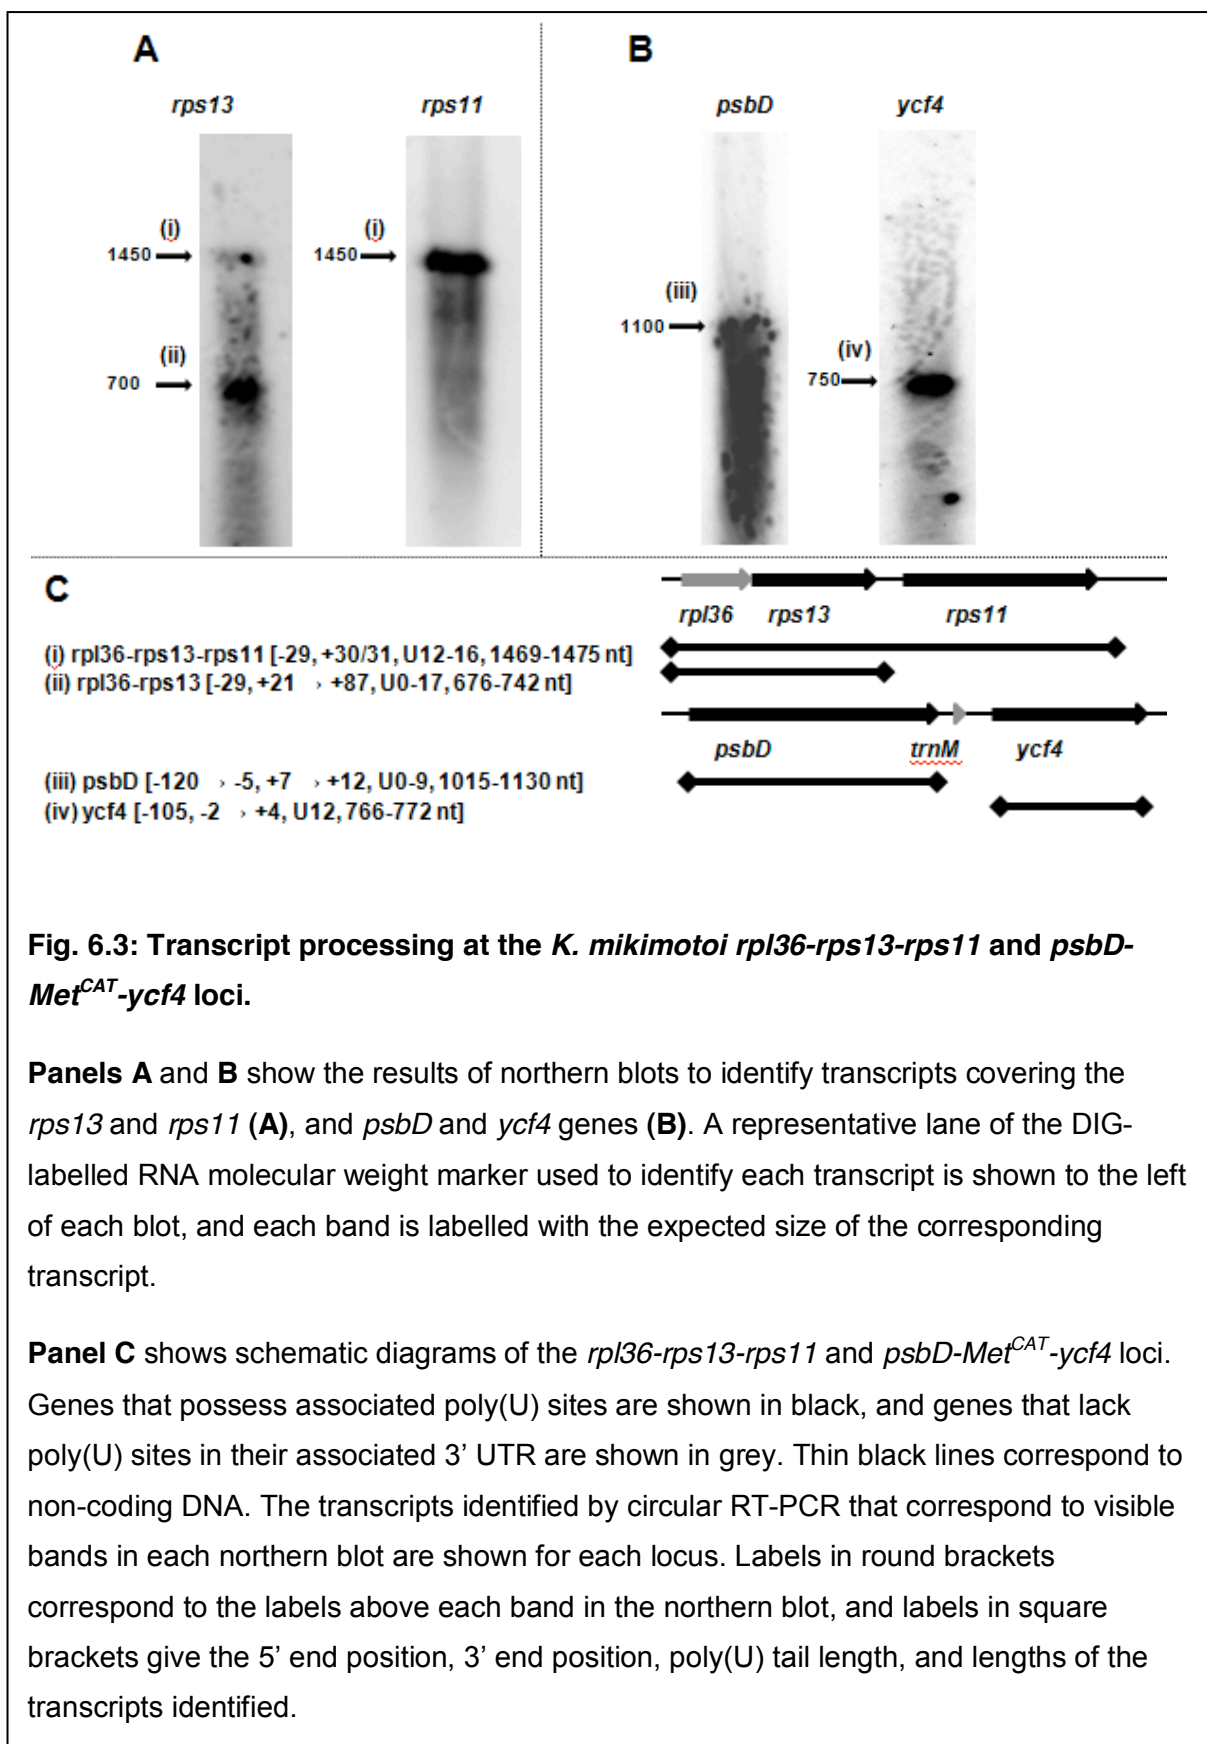 A
B
rps13
rps11
psbD
ycf4
(i)
1450
(ii)
700
(i)
1450
(iii)
1100
(iv)
750
C
rpl36 rps13 rps11
(i) rpl36-rps13-rps11 [-29, +30/31, U12-16, 1469-1475 nt]
(ii) rpl36-rps13 [-29, +21 → +87, U0-17, 676-742 nt]
psbD trnM ycf4
(iii) psbD [-120 → -5, +7 → +12, U0-9, 1015-1130 nt]
(iv) ycf4 [-105, -2 → +4, U12, 766-772 nt]
Fig. 6.3: Transcript processing at the K. mikimotoi rpl36-rps13-rps11 and psbD-
Met^CAT-ycf4 loci.
Panels A and B show the results of northern blots to identify transcripts covering the
rps13 and rps11 (A), and psbD and ycf4 genes (B). A representative lane of the DIG-
labelled RNA molecular weight marker used to identify each transcript is shown to the left
of each blot, and each band is labelled with the expected size of the corresponding
transcript.
Panel C shows schematic diagrams of the rpl36-rps13-rps11 and psbD-Met^CAT-ycf4 loci.
Genes that possess associated poly(U) sites are shown in black, and genes that lack
poly(U) sites in their associated 3’ UTR are shown in grey. Thin black lines correspond to
non-coding DNA. The transcripts identified by circular RT-PCR that correspond to visible
bands in each northern blot are shown for each locus. Labels in round brackets
correspond to the labels above each band in the northern blot, and labels in square
brackets give the 5’ end position, 3’ end position, poly(U) tail length, and lengths of the
transcripts identified.